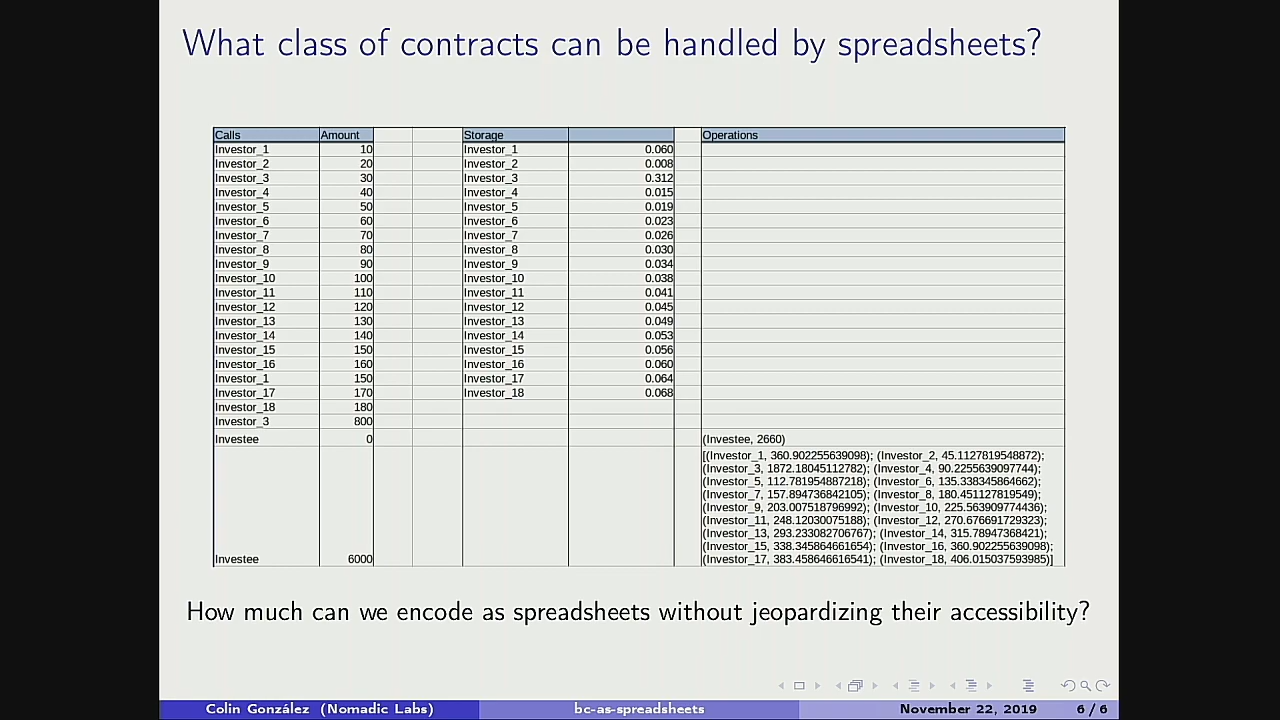 What class of contracts can be handled by spreadsheets?
Calls Amount Storage Operations
Investor_1 10 Investor_1 0.060
Investor_2 20 Investor_2 0.008
Investor_3 30 Investor_3 0.312
Investor_4 40 Investor_4 0.015
Investor_5 50 Investor_5 0.019
Investor_6 60 Investor_6 0.023
Investor_7 70 Investor_7 0.026
Investor_8 80 Investor_8 0.030
Investor_9 90 Investor_9 0.034
Investor_10 100 Investor_10 0.038
Investor_11 110 Investor_11 0.041
Investor_12 120 Investor_12 0.045
Investor_13 130 Investor_13 0.049
Investor_14 140 Investor_14 0.053
Investor_15 150 Investor_15 0.056
Investor_16 160 Investor_16 0.060
Investor_1 150 Investor_17 0.064
Investor_17 170 Investor_18 0.068
Investor_18 180
Investor_3 800
Investee 0 (Investee, 2660)
[(Investor_1, 360.902255639098); (Investor_2, 45.1127819548872);
(Investor_3, 1872.18045112782); (Investor_4, 90.2255639097744);
(Investor_5, 112.781954887218); (Investor_6, 135.338345864662);
(Investor_7, 157.894736842105); (Investor_8, 180.451127819549);
(Investor_9, 203.007518796992); (Investor_10, 225.563909774436);
(Investor_11, 248.12030075188); (Investor_12, 270.676691729323);
(Investor_13, 293.233082706767); (Investor_14, 315.78947368421);
(Investor_15, 338.345864661654); (Investor_16, 360.902255639098);
Investee 6000 (Investor_17, 383.458646616541); (Investor_18, 406.015037593985)]
How much can we encode as spreadsheets without jeopardizing their accessibility?
Colin González (Nomadic Labs) bc-as-spreadsheets November 22, 2019 6 / 6